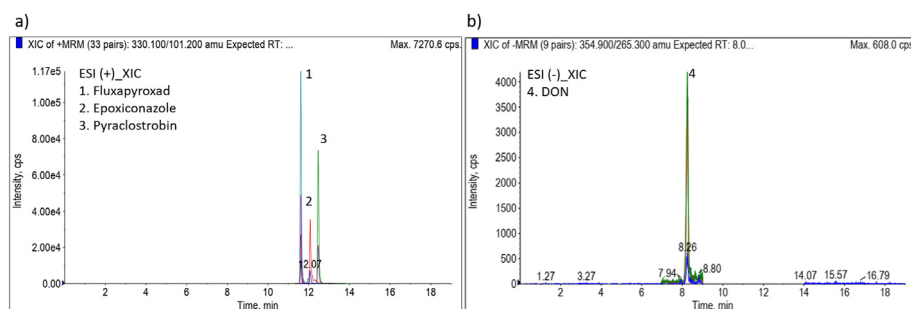 a)
XIC of +MRM (33 pairs): 330.100/101.200 amu Expected RT: ...
Max. 7270.6 cps.
ESI (+)_XIC
1. Fluxapyroxad
2. Epoxiconazole
3. Pyraclostrobin
1
2
3
12.07
1.17e5
1.00e5
8.00e4
6.00e4
4.00e4
2.00e4
0.00
Intensity, cps
2 4 6 8 10 12 14 16 18
Time, min
b)
XIC of -MRM (9 pairs): 354.900/265.300 amu Expected RT: 8.0...
Max. 608.0 cps.
ESI (-)_XIC
4. DON
4
4000
3500
3000
2500
2000
1500
1000
500
0
Intensity, cps
1.27 3.27 7.94 8.26 8.80 14.07 15.57 16.79
2 4 6 8 10 12 14 16 18
Time, min